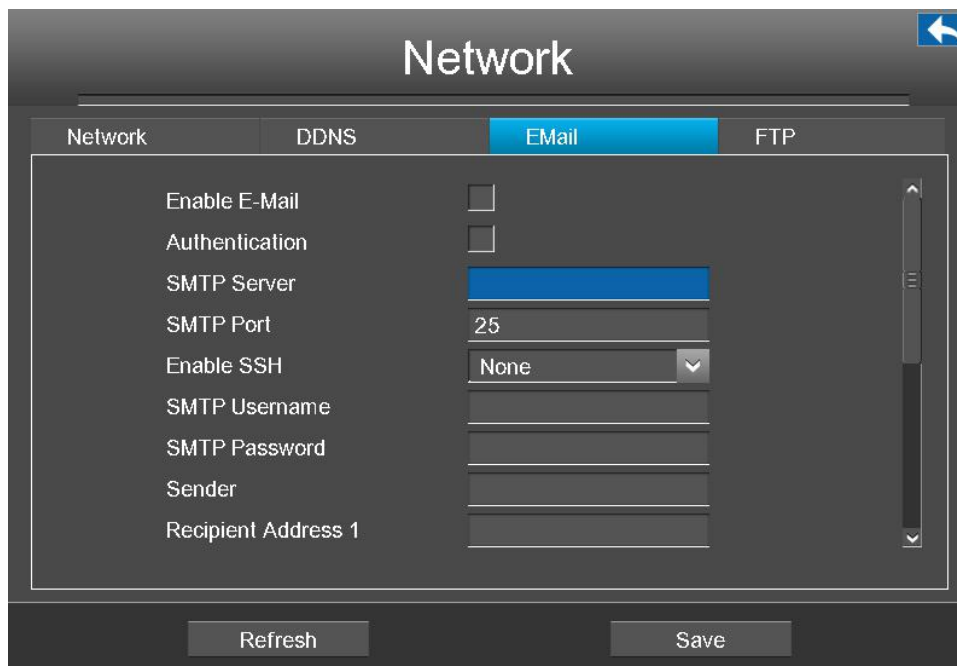 Network
Network DDNS EMail FTP
Enable E-Mail
Authentication
SMTP Server
SMTP Port 25
Enable SSH None
SMTP Username
SMTP Password
Sender
Recipient Address 1
Refresh Save